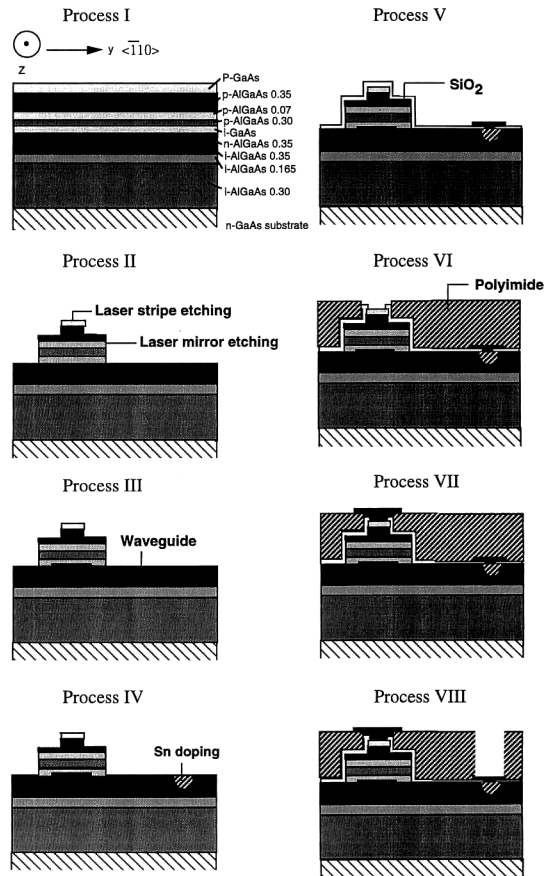 Process I
y <1̅10>
Z
P-GaAs
p-AlGaAs 0.35
p-AlGaAs 0.07
p-AlGaAs 0.30
i-GaAs
n-AlGaAs 0.35
i-AlGaAs 0.35
i-AlGaAs 0.165
i-AlGaAs 0.30
n-GaAs substrate
Process II
Laser stripe etching
Laser mirror etching
Process III
Waveguide
Process IV
Sn doping
Process V
SiO2
Process VI
Polyimide
Process VII
Process VIII